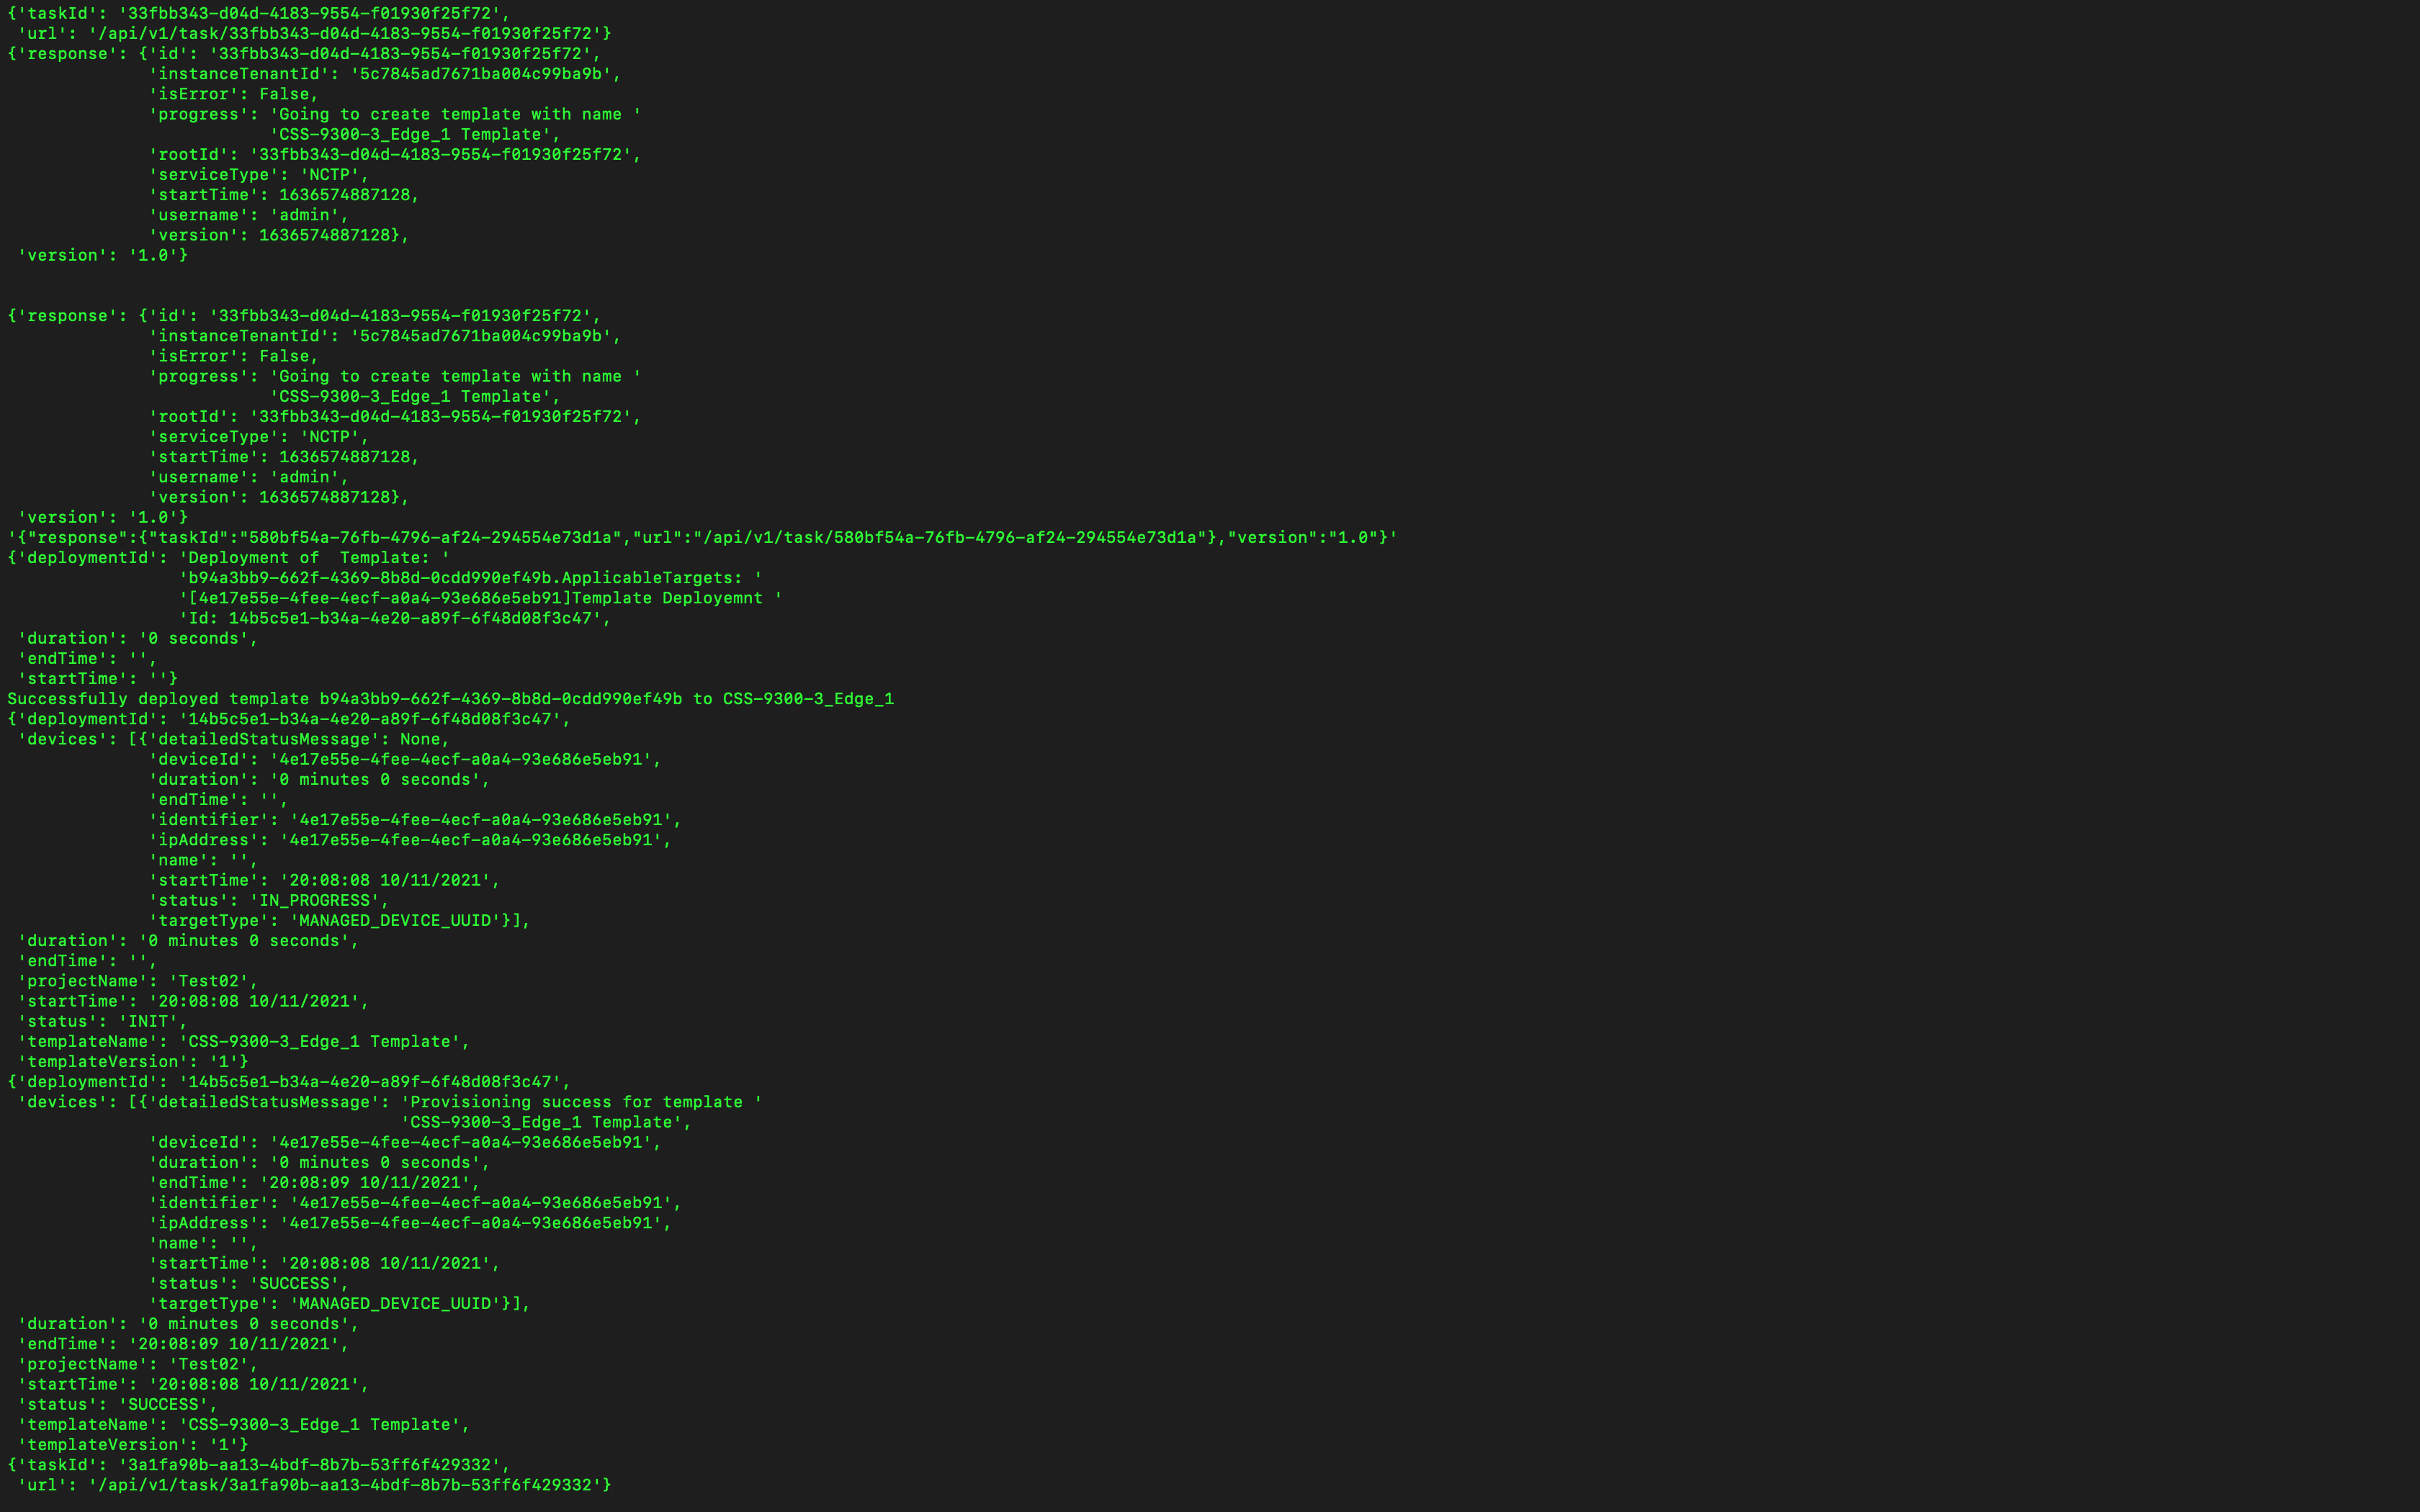 {'taskId': '33fbb343-d04d-4183-9554-f01930f25f72',
 'url': '/api/v1/task/33fbb343-d04d-4183-9554-f01930f25f72'}
{'response': {'id': '33fbb343-d04d-4183-9554-f01930f25f72',
              'instanceTenantId': '5c7845ad7671ba004c99ba9b',
              'isError': False,
              'progress': 'Going to create template with name '
                          'CSS-9300-3_Edge_1 Template',
              'rootId': '33fbb343-d04d-4183-9554-f01930f25f72',
              'serviceType': 'NCTP',
              'startTime': 1636574887128,
              'username': 'admin',
              'version': 1636574887128},
 'version': '1.0'}
{'response': {'id': '33fbb343-d04d-4183-9554-f01930f25f72',
              'instanceTenantId': '5c7845ad7671ba004c99ba9b',
              'isError': False,
              'progress': 'Going to create template with name '
                          'CSS-9300-3_Edge_1 Template',
              'rootId': '33fbb343-d04d-4183-9554-f01930f25f72',
              'serviceType': 'NCTP',
              'startTime': 1636574887128,
              'username': 'admin',
              'version': 1636574887128},
 'version': '1.0'}
'{"response":{"taskId":"580bf54a-76fb-4796-af24-294554e73d1a","url":"/api/v1/task/580bf54a-76fb-4796-af24-294554e73d1a"},"version":"1.0"}'
{'deploymentId': 'Deployment of  Template: '
                 'b94a3bb9-662f-4369-8b8d-0cdd990ef49b.ApplicableTargets: '
                 '[4e17e55e-4fee-4ecf-a0a4-93e686e5eb91]Template Deployemnt '
                 'Id: 14b5c5e1-b34a-4e20-a89f-6f48d08f3c47',
 'duration': '0 seconds',
 'endTime': '',
 'startTime': ''}
Successfully deployed template b94a3bb9-662f-4369-8b8d-0cdd990ef49b to CSS-9300-3_Edge_1
{'deploymentId': '14b5c5e1-b34a-4e20-a89f-6f48d08f3c47',
 'devices': [{'detailedStatusMessage': None,
              'deviceId': '4e17e55e-4fee-4ecf-a0a4-93e686e5eb91',
              'duration': '0 minutes 0 seconds',
              'endTime': '',
              'identifier': '4e17e55e-4fee-4ecf-a0a4-93e686e5eb91',
              'ipAddress': '4e17e55e-4fee-4ecf-a0a4-93e686e5eb91',
              'name': '',
              'startTime': '20:08:08 10/11/2021',
              'status': 'IN_PROGRESS',
              'targetType': 'MANAGED_DEVICE_UUID'}],
 'duration': '0 minutes 0 seconds',
 'endTime': '',
 'projectName': 'Test02',
 'startTime': '20:08:08 10/11/2021',
 'status': 'INIT',
 'templateName': 'CSS-9300-3_Edge_1 Template',
 'templateVersion': '1'}
{'deploymentId': '14b5c5e1-b34a-4e20-a89f-6f48d08f3c47',
 'devices': [{'detailedStatusMessage': 'Provisioning success for template '
                                       'CSS-9300-3_Edge_1 Template',
              'deviceId': '4e17e55e-4fee-4ecf-a0a4-93e686e5eb91',
              'duration': '0 minutes 0 seconds',
              'endTime': '20:08:09 10/11/2021',
              'identifier': '4e17e55e-4fee-4ecf-a0a4-93e686e5eb91',
              'ipAddress': '4e17e55e-4fee-4ecf-a0a4-93e686e5eb91',
              'name': '',
              'startTime': '20:08:08 10/11/2021',
              'status': 'SUCCESS',
              'targetType': 'MANAGED_DEVICE_UUID'}],
 'duration': '0 minutes 0 seconds',
 'endTime': '20:08:09 10/11/2021',
 'projectName': 'Test02',
 'startTime': '20:08:08 10/11/2021',
 'status': 'SUCCESS',
 'templateName': 'CSS-9300-3_Edge_1 Template',
 'templateVersion': '1'}
{'taskId': '3a1fa90b-aa13-4bdf-8b7b-53ff6f429332',
 'url': '/api/v1/task/3a1fa90b-aa13-4bdf-8b7b-53ff6f429332'}